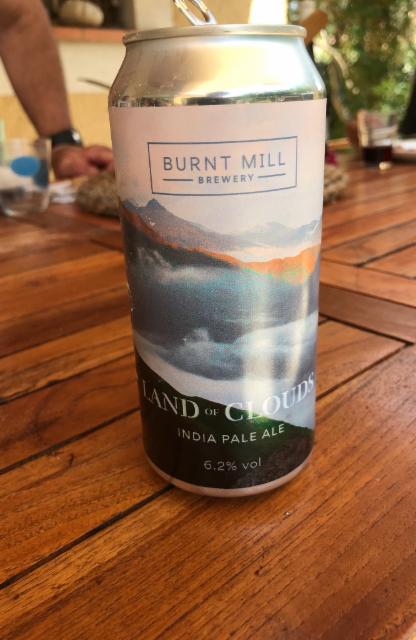 BURNT MILL
BREWERY
LAND OF CLOUDS
INDIA PALE ALE
6.2% vol